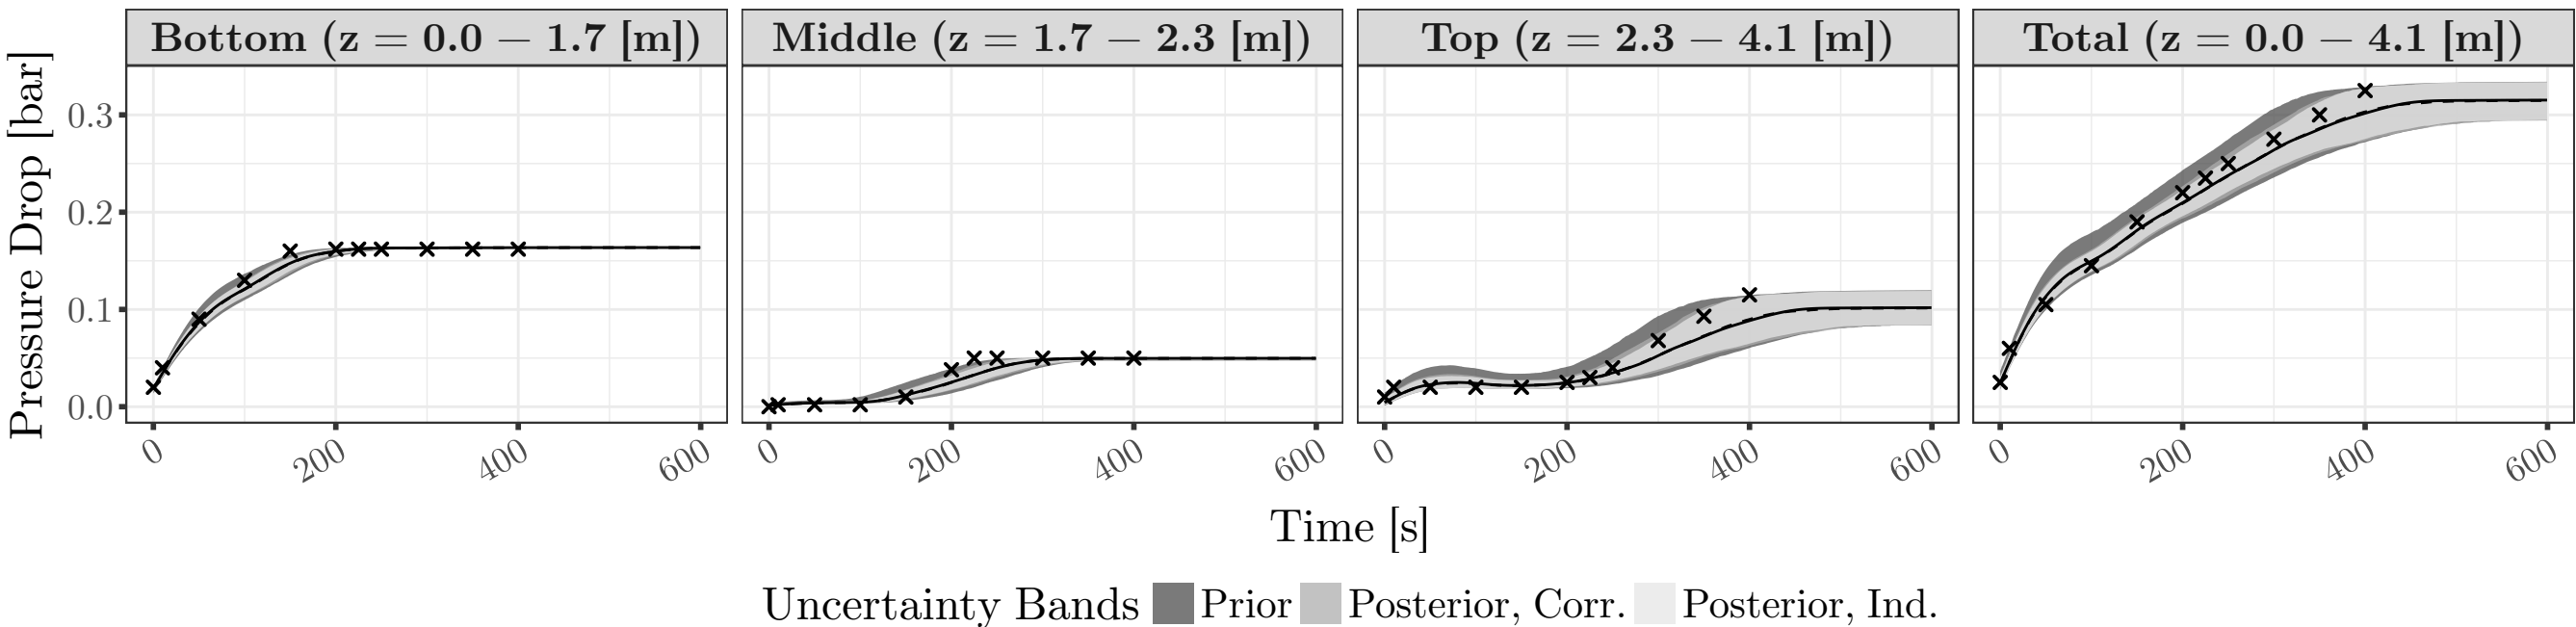 Bottom (z = 0.0 − 1.7 [m])
Middle (z = 1.7 − 2.3 [m])
Top (z = 2.3 − 4.1 [m])
Total (z = 0.0 − 4.1 [m])
Pressure Drop [bar]
0.3
0.2
0.1
0.0
0 200 400 600
0 200 400 600
0 200 400 600
0 200 400 600
Time [s]
Uncertainty Bands Prior Posterior, Corr. Posterior, Ind.